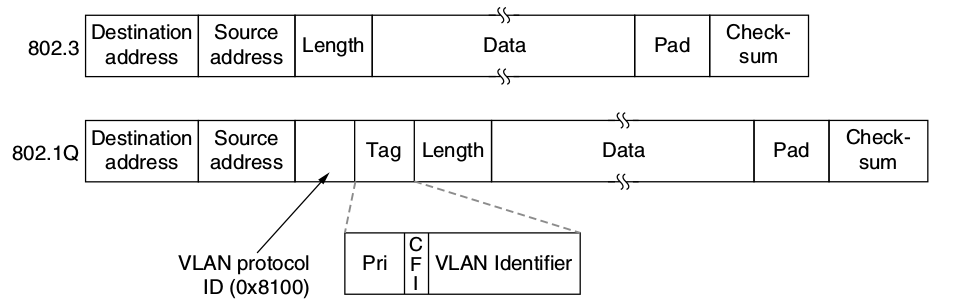 802.3
Destination
address
Source
address
Length
Data
Pad
Check-
sum
802.1Q
Destination
address
Source
address
Tag
Length
Data
Pad
Check-
sum
VLAN protocol
ID (0x8100)
Pri
C
F
I
VLAN Identifier